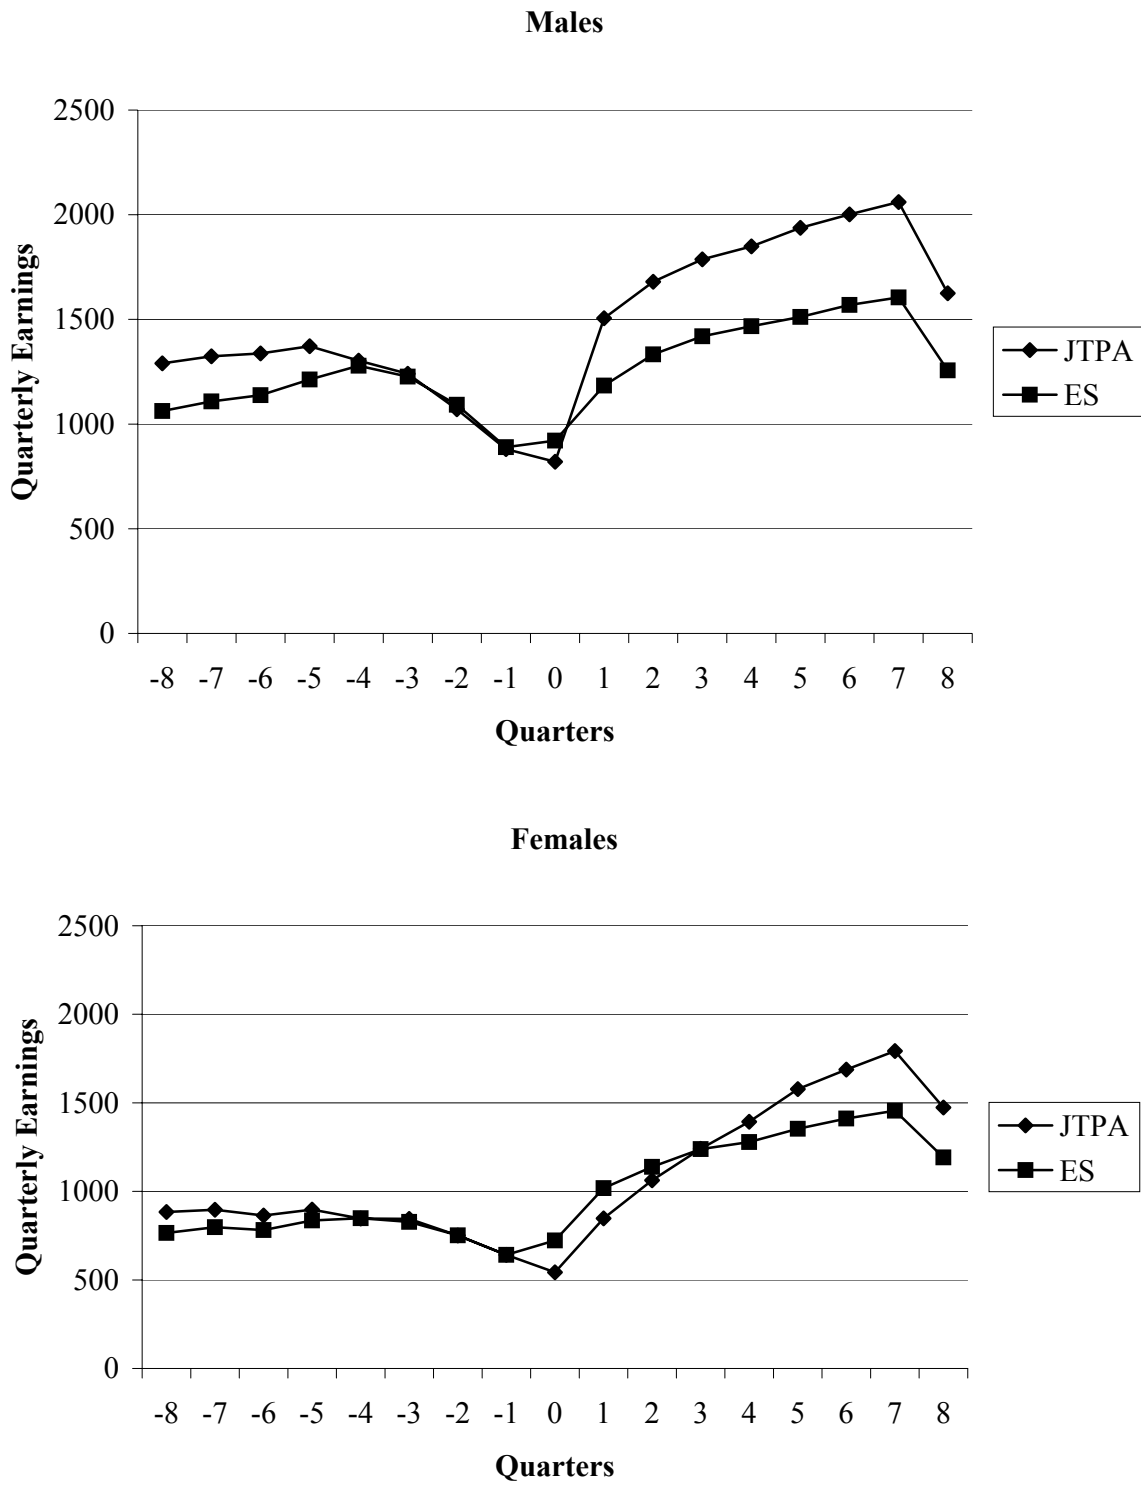 Males
2500
2000
1500
1000
500
0
Quarterly Earnings
-8 -7 -6 -5 -4 -3 -2 -1 0 1 2 3 4 5 6 7 8
Quarters
JTPA
ES
Females
2500
2000
1500
1000
500
0
Quarterly Earnings
-8 -7 -6 -5 -4 -3 -2 -1 0 1 2 3 4 5 6 7 8
Quarters
JTPA
ES